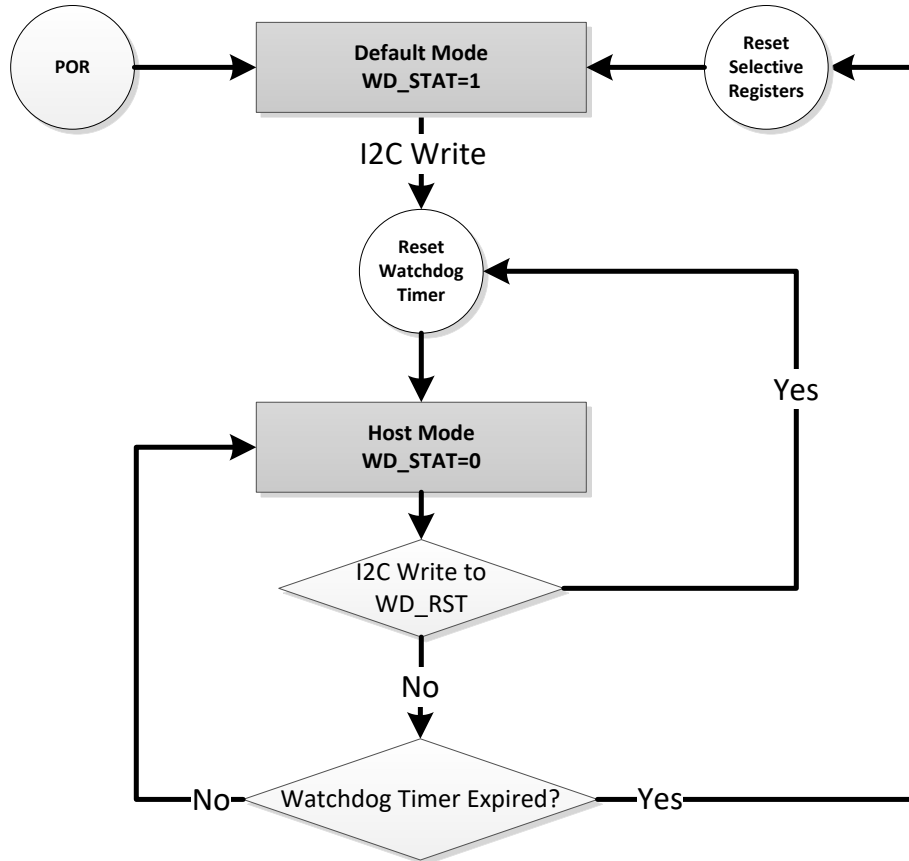 POR
Default Mode
WD_STAT=1
Reset
Selective
Registers
I2C Write
Reset
Watchdog
Timer
Yes
Host Mode
WD_STAT=0
I2C Write to
WD_RST
No
No
Watchdog Timer Expired?
Yes